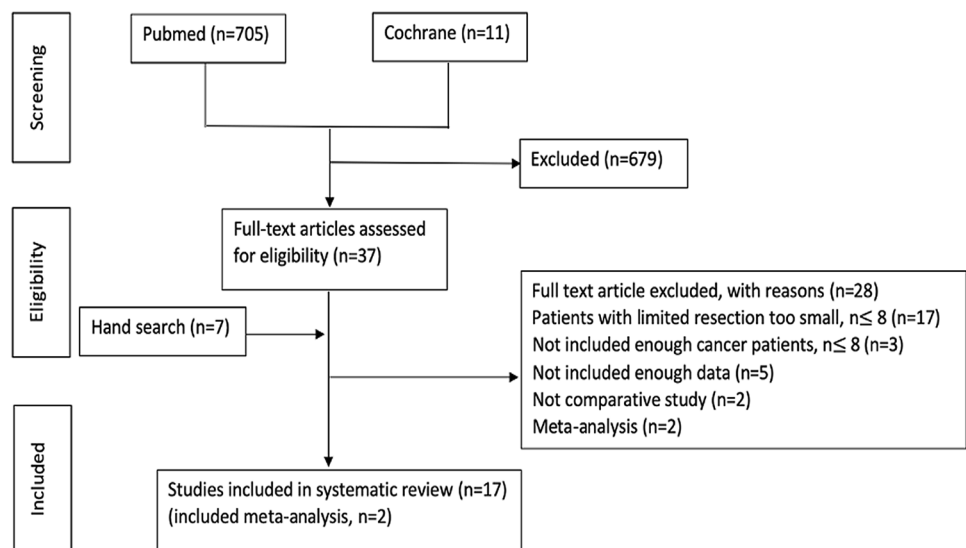 Screening
Pubmed (n=705)
Cochrane (n=11)
Excluded (n=679)
Eligibility
Full-text articles assessed
for eligibility (n=37)
Hand search (n=7)
Full text article excluded, with reasons (n=28)
Patients with limited resection too small, n≤ 8 (n=17)
Not included enough cancer patients, n≤ 8 (n=3)
Not included enough data (n=5)
Not comparative study (n=2)
Meta-analysis (n=2)
Included
Studies included in systematic review (n=17)
(included meta-analysis, n=2)